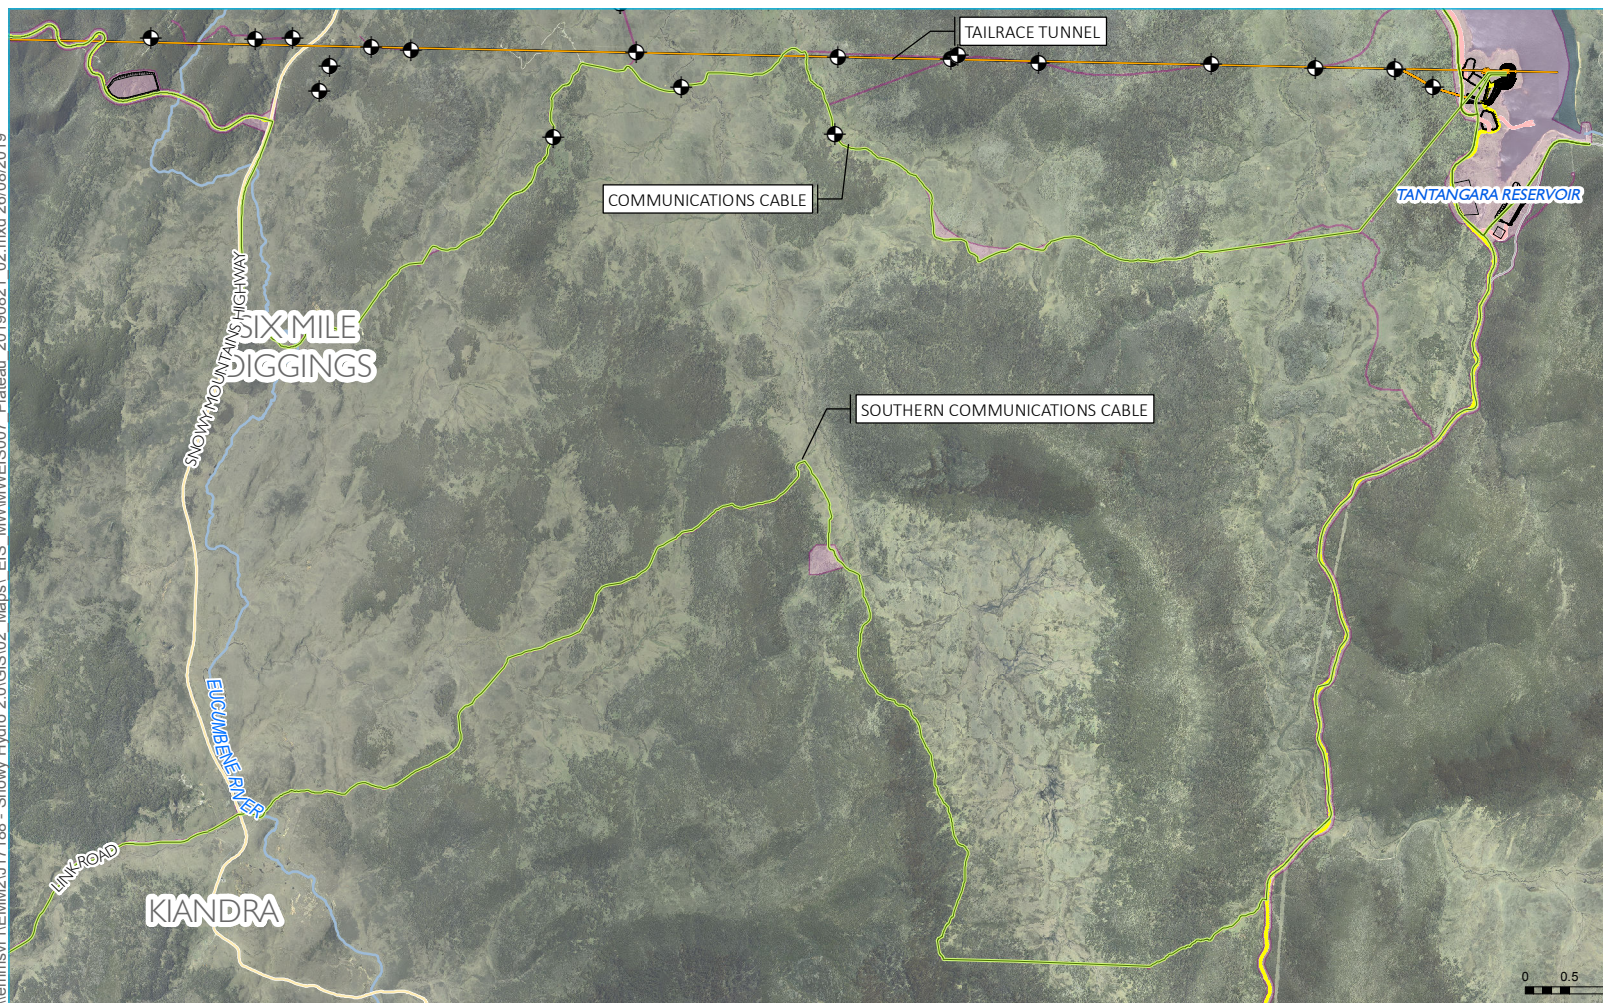 TAILRACE TUNNEL
COMMUNICATIONS CABLE
TANTANGARA RESERVOIR
SNOWY MOUNTAINS HIGHWAY
SIX MILE
DIGGINGS
SOUTHERN COMMUNICATIONS CABLE
EUCUMBENE RIVER
LINK ROAD
KIANDRA
0 0.5